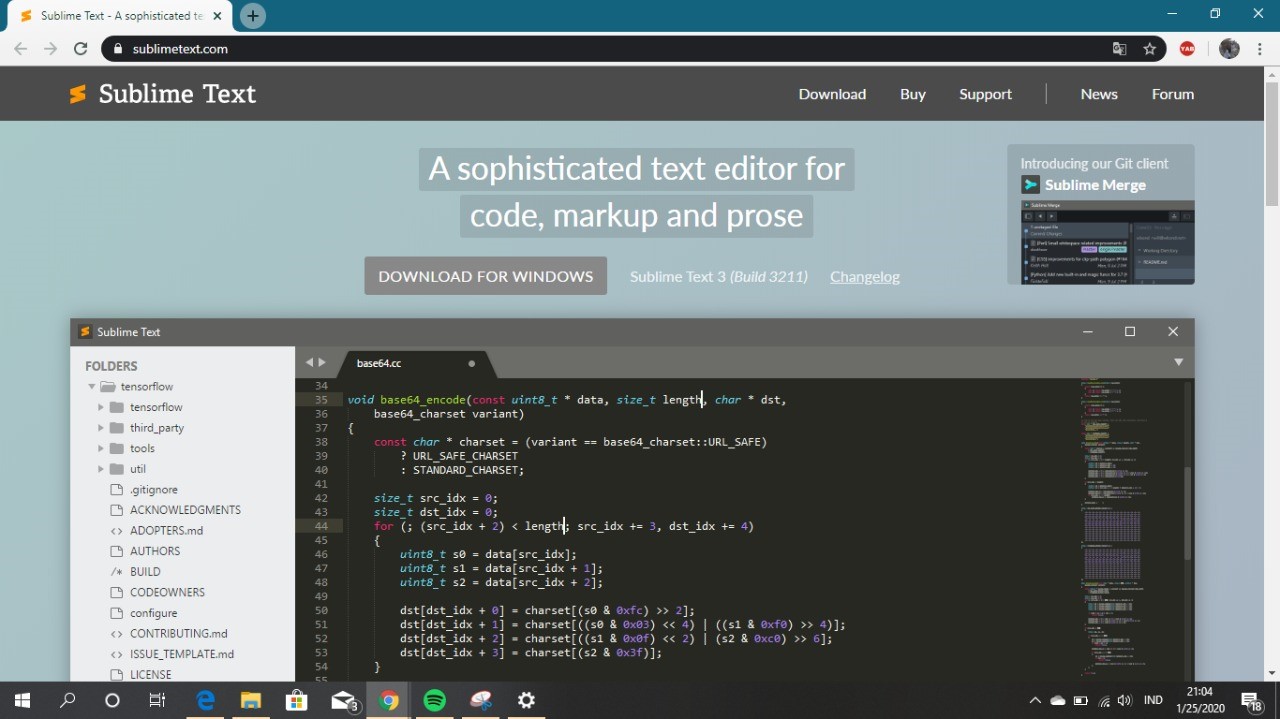 Sublime Text - A sophisticated te
sublimetext.com
Sublime Text
Download
Buy
Support
News
Forum
A sophisticated text editor for
code, markup and prose
DOWNLOAD FOR WINDOWS
Sublime Text 3 (Build 3211)
Changelog
Introducing our Git client
Sublime Merge
Sublime Text
FOLDERS
tensorflow
tensorflow
third_party
tools
util
.gitignore
ACKNOWLEDGMENTS
ADOPTERS.md
AUTHORS
BUILD
CODEOWNERS
configure
CONTRIBUTING.md
ISSUE_TEMPLATE.md
LICENSE
base64.cc
34
35 void base64_encode(const uint8_t * data, size_t length, char * dst,
36 base64_charset variant)
37 {
38 const char * charset = (variant == base64_charset::URL_SAFE)
39 ? URL_SAFE_CHARSET
40 : STANDARD_CHARSET;
41
42 size_t src_idx = 0;
43 size_t dst_idx = 0;
44 for (; (src_idx + 2) < length; src_idx += 3, dst_idx += 4)
45 {
46 uint8_t s0 = data[src_idx];
47 uint8_t s1 = data[src_idx + 1];
48 uint8_t s2 = data[src_idx + 2];
49
50 dst[dst_idx + 0] = charset[(s0 & 0xfc) >> 2];
51 dst[dst_idx + 1] = charset[((s0 & 0x03) << 4) | ((s1 & 0xf0) >> 4)];
52 dst[dst_idx + 2] = charset[((s1 & 0x0f) << 2) | (s2 & 0xc0) >> 6];
53 dst[dst_idx + 3] = charset[(s2 & 0x3f)];
54 }
55
3
IND
21:04
1/25/2020
18